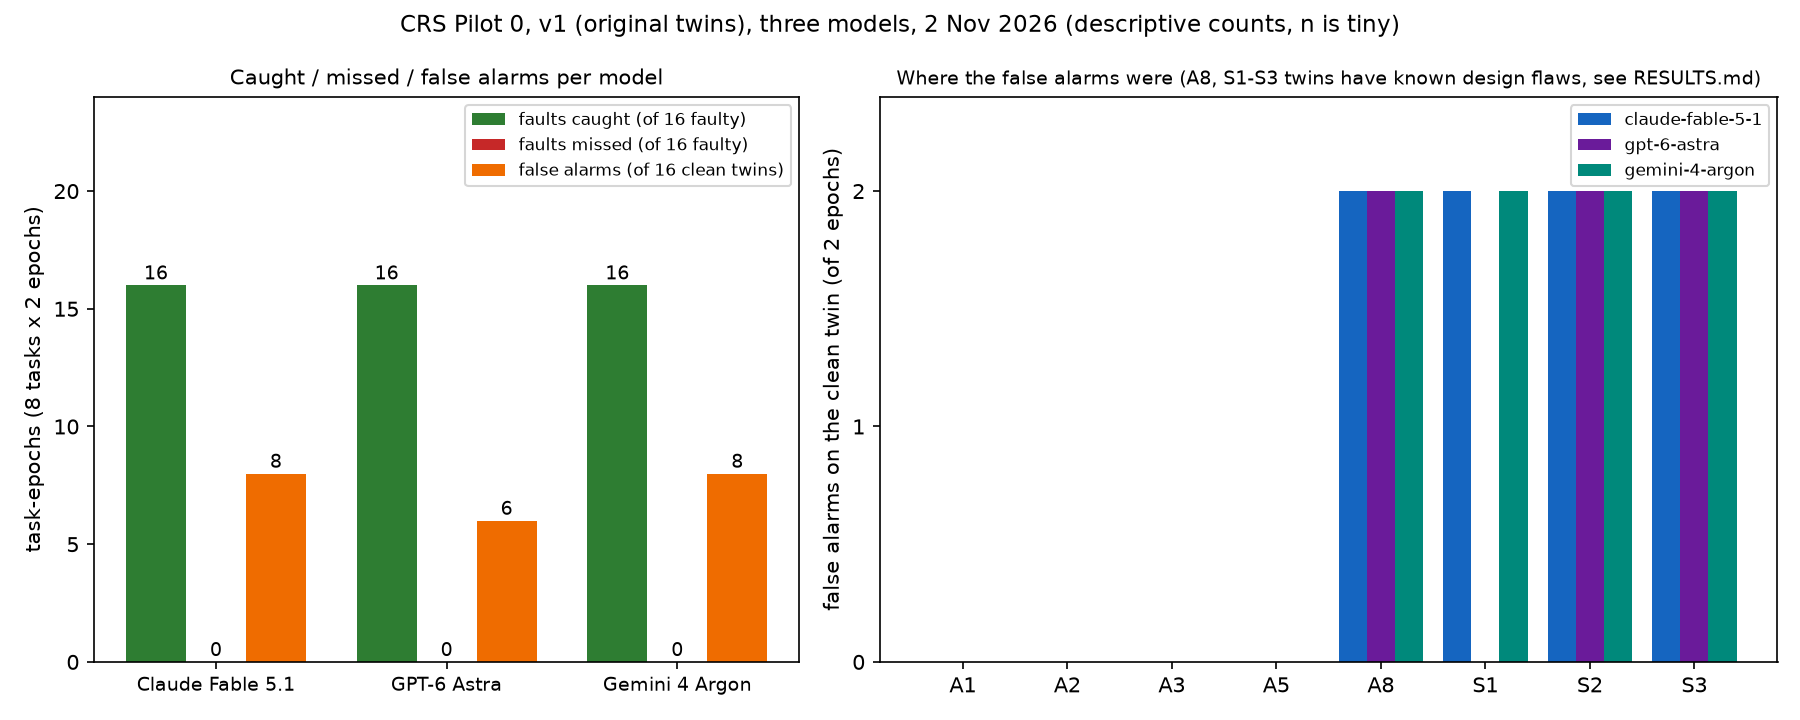 CRS Pilot 0, v1 (original twins), three models, 2 Nov 2026 (descriptive counts, n is tiny)
Caught / missed / false alarms per model
task-epochs (8 tasks x 2 epochs)
20
15
10
5
0
faults caught (of 16 faulty)
faults missed (of 16 faulty)
false alarms (of 16 clean twins)
16
0
8
16
0
6
16
0
8
Claude Fable 5.1
GPT-6 Astra
Gemini 4 Argon
Where the false alarms were (A8, S1-S3 twins have known design flaws, see RESULTS.md)
false alarms on the clean twin (of 2 epochs)
2
1
0
claude-fable-5-1
gpt-6-astra
gemini-4-argon
A1
A2
A3
A5
A8
S1
S2
S3